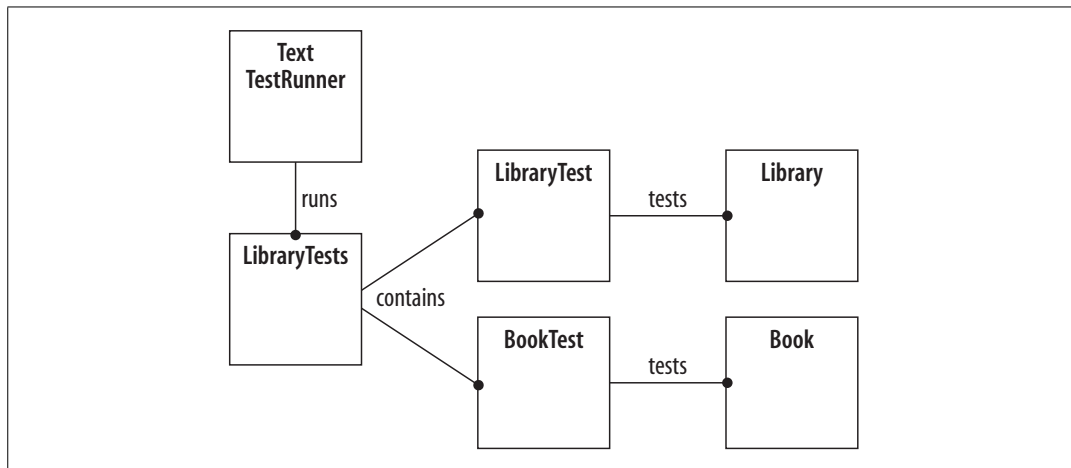 Text
TestRunner
runs
LibraryTests
contains
LibraryTest
tests
Library
BookTest
tests
Book